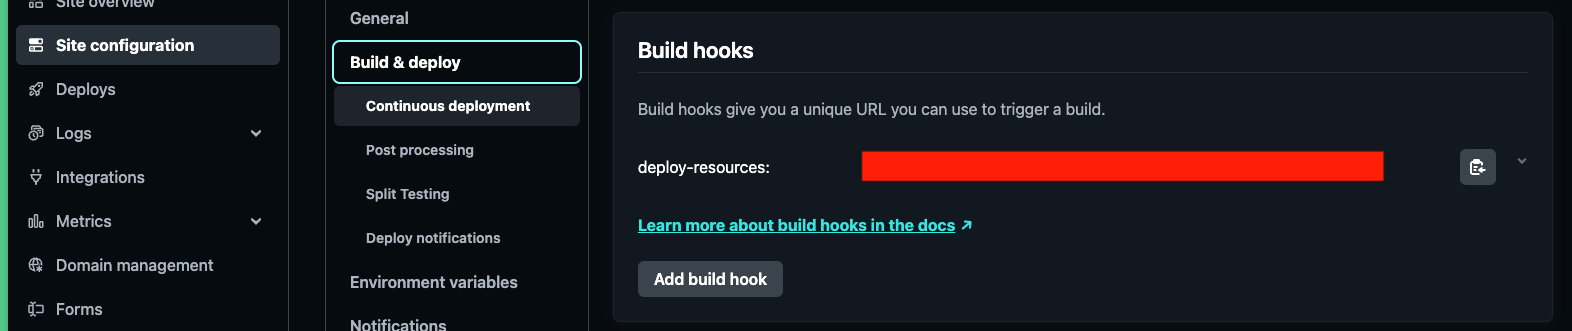 Site overview
Site configuration
Deploys
Logs
Integrations
Metrics
Domain management
Forms
General
Build & deploy
Continuous deployment
Post processing
Split Testing
Deploy notifications
Environment variables
Notifications
Build hooks
Build hooks give you a unique URL you can use to trigger a build.
deploy-resources:
Learn more about build hooks in the docs
Add build hook